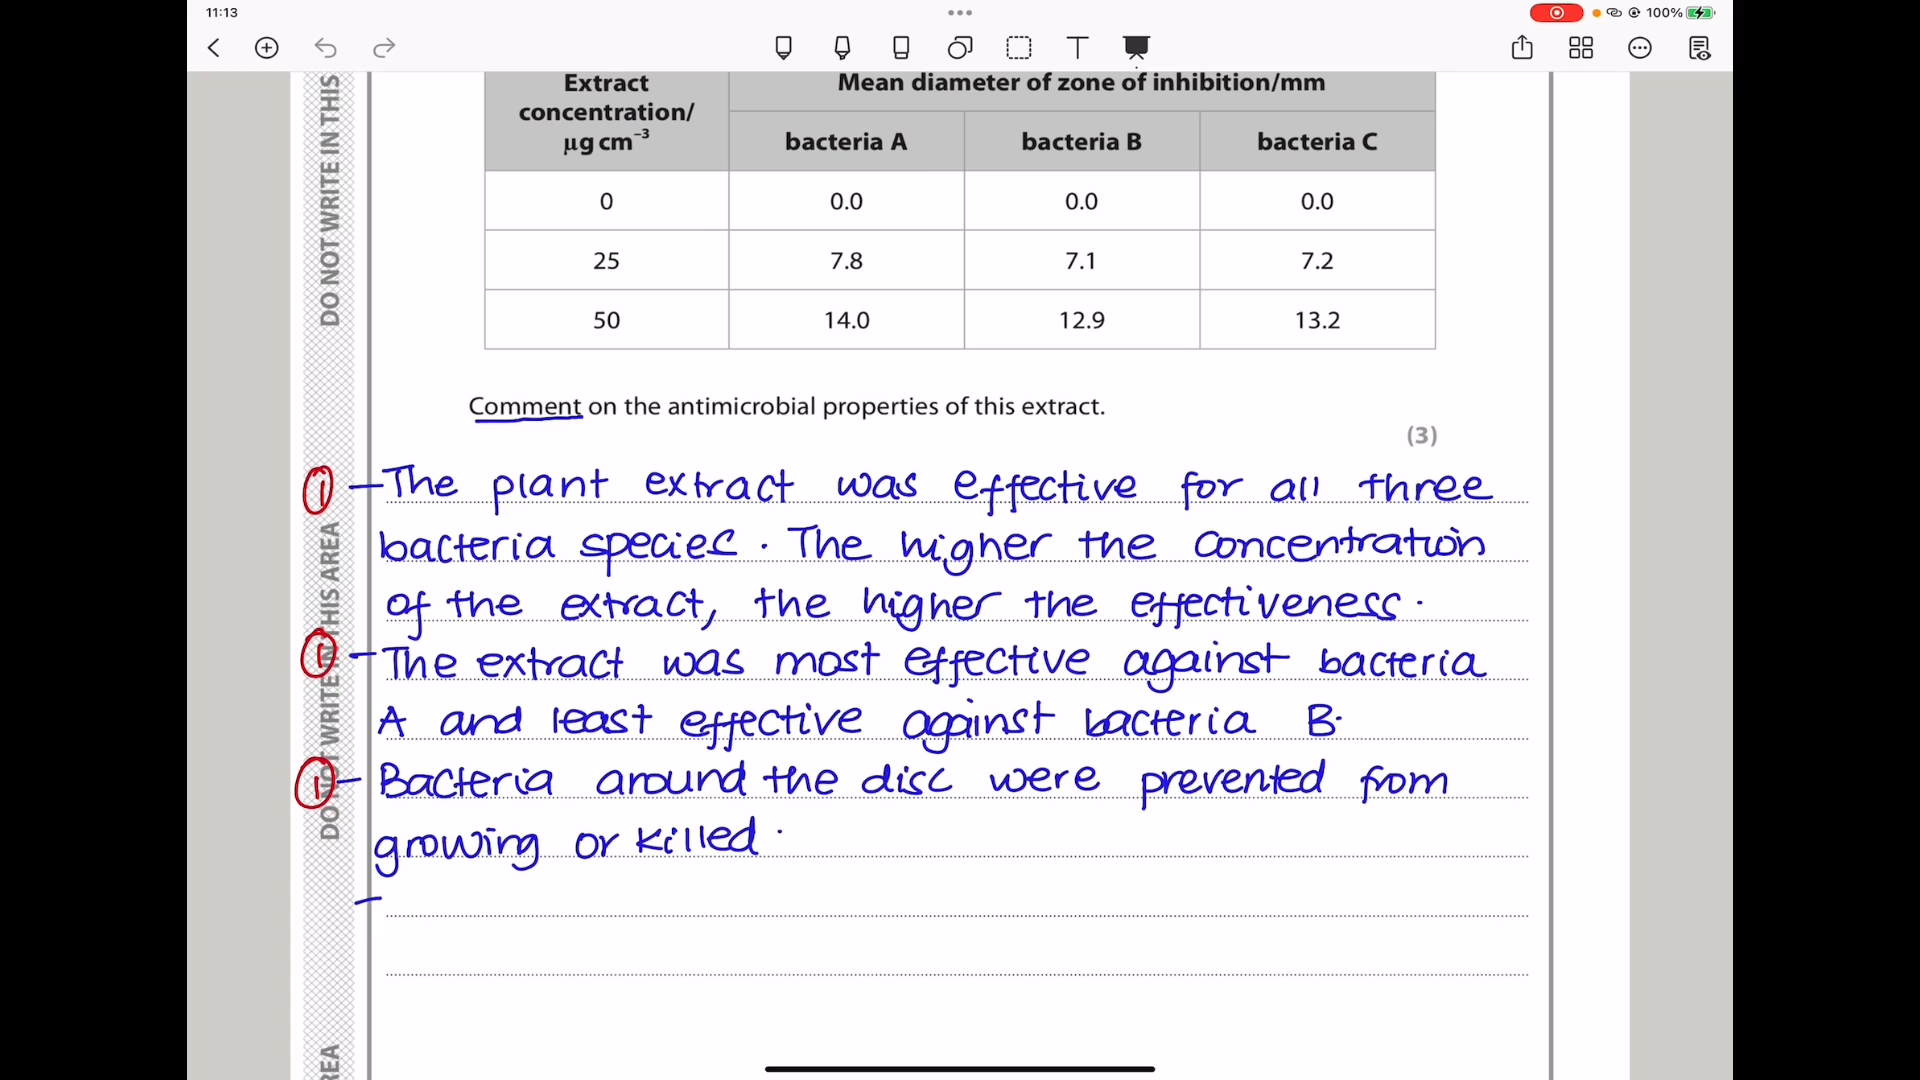 11:13
100%
Extract concentration/ µg cm⁻³
Mean diameter of zone of inhibition/mm
bacteria A bacteria B bacteria C
0 0.0 0.0 0.0
25 7.8 7.1 7.2
50 14.0 12.9 13.2
Comment on the antimicrobial properties of this extract.
(3)
① – The plant extract was effective for all three
bacteria species. The higher the concentration
of the extract, the higher the effectiveness.
① – The extract was most effective against bacteria
A and least effective against bacteria B.
① – Bacteria around the disc were prevented from
growing or killed.
–
DO NOT WRITE IN THIS
DO NOT WRITE IN THIS AREA
REA